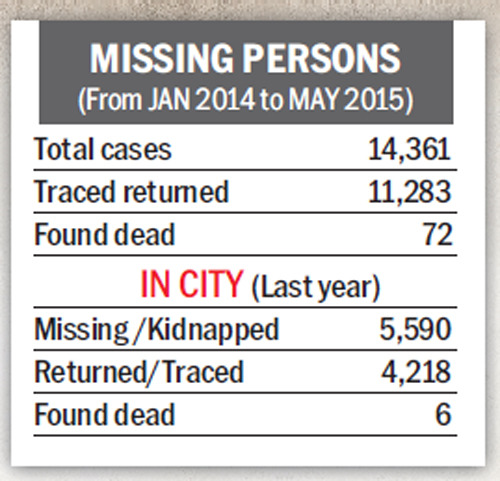 MISSING PERSONS
(From JAN 2014 to MAY 2015)
Total cases 14,361
Traced returned 11,283
Found dead 72
IN CITY (Last year)
Missing/Kidnapped 5,590
Returned/Traced 4,218
Found dead 6